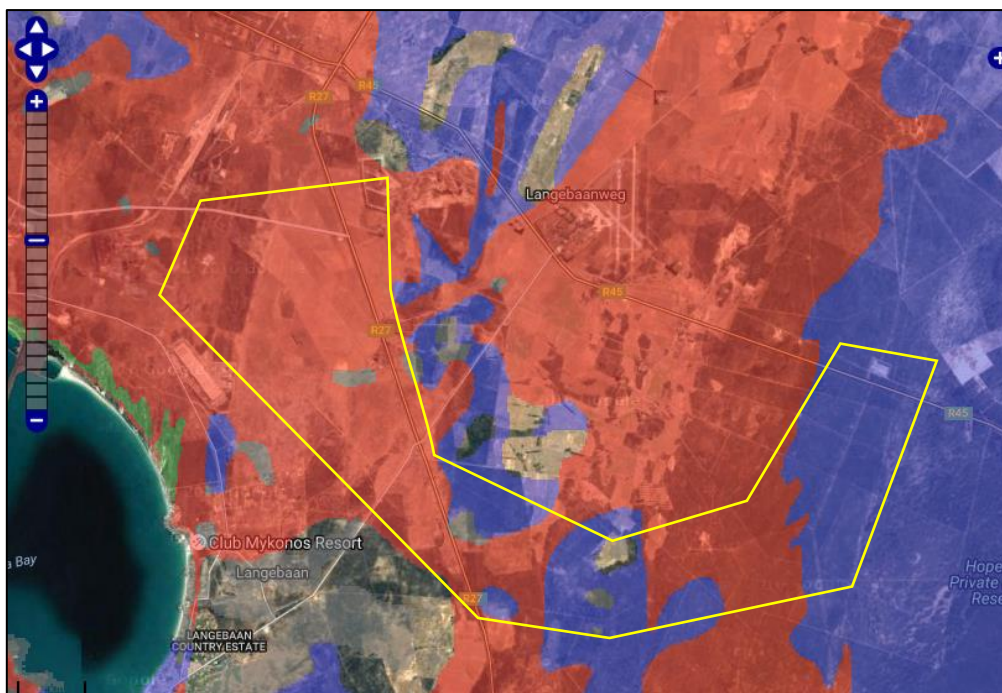 R45
R27
Langebaanweg
R45
R27
R45
a Bay
Club Mykonos Resort
Langebaan
R27
Hope
Private
Rese
LANGEBAAN
COUNTRY ESTATE